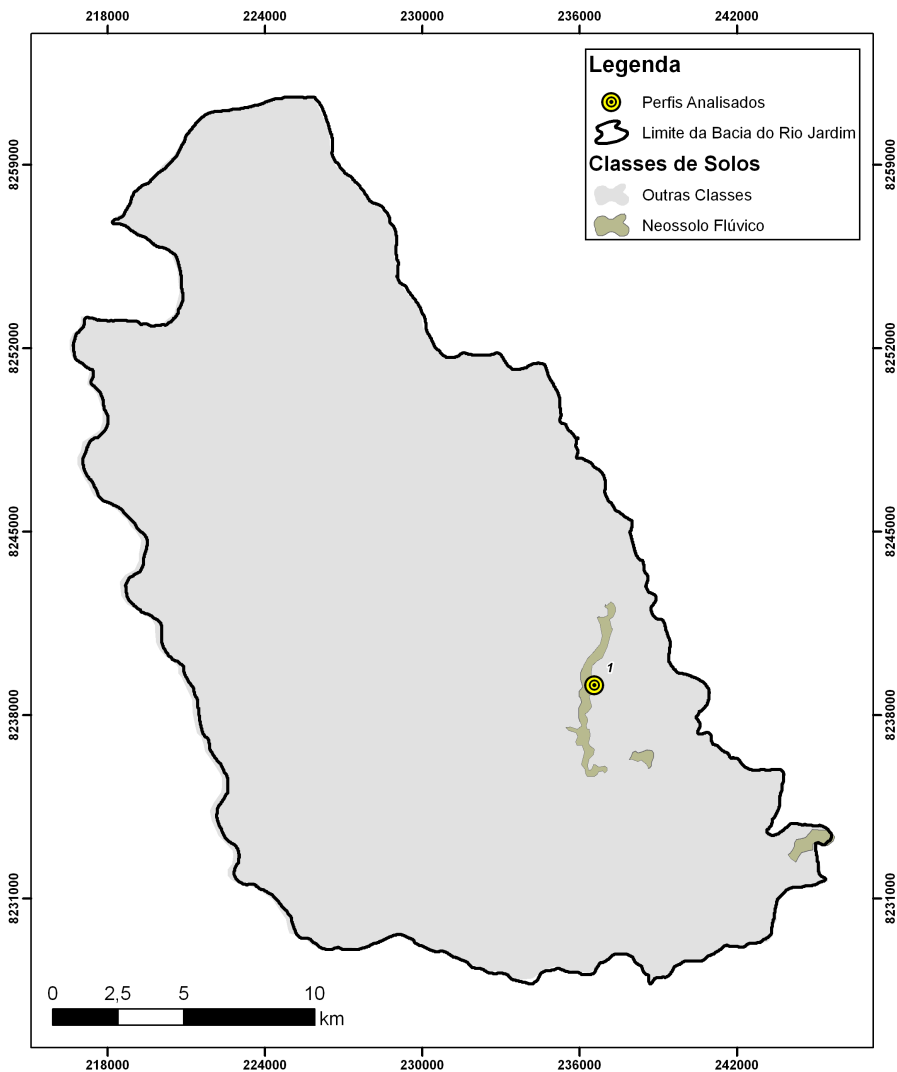 218000 224000 230000 236000 242000
Legenda
Perfis Analisados
Limite da Bacia do Rio Jardim
Classes de Solos
Outras Classes
Neossolo Flúvico
8259000 8259000
8252000 8252000
8245000 8245000
1
8238000 8238000
8231000 8231000
0 2,5 5 10
km
218000 224000 230000 236000 242000